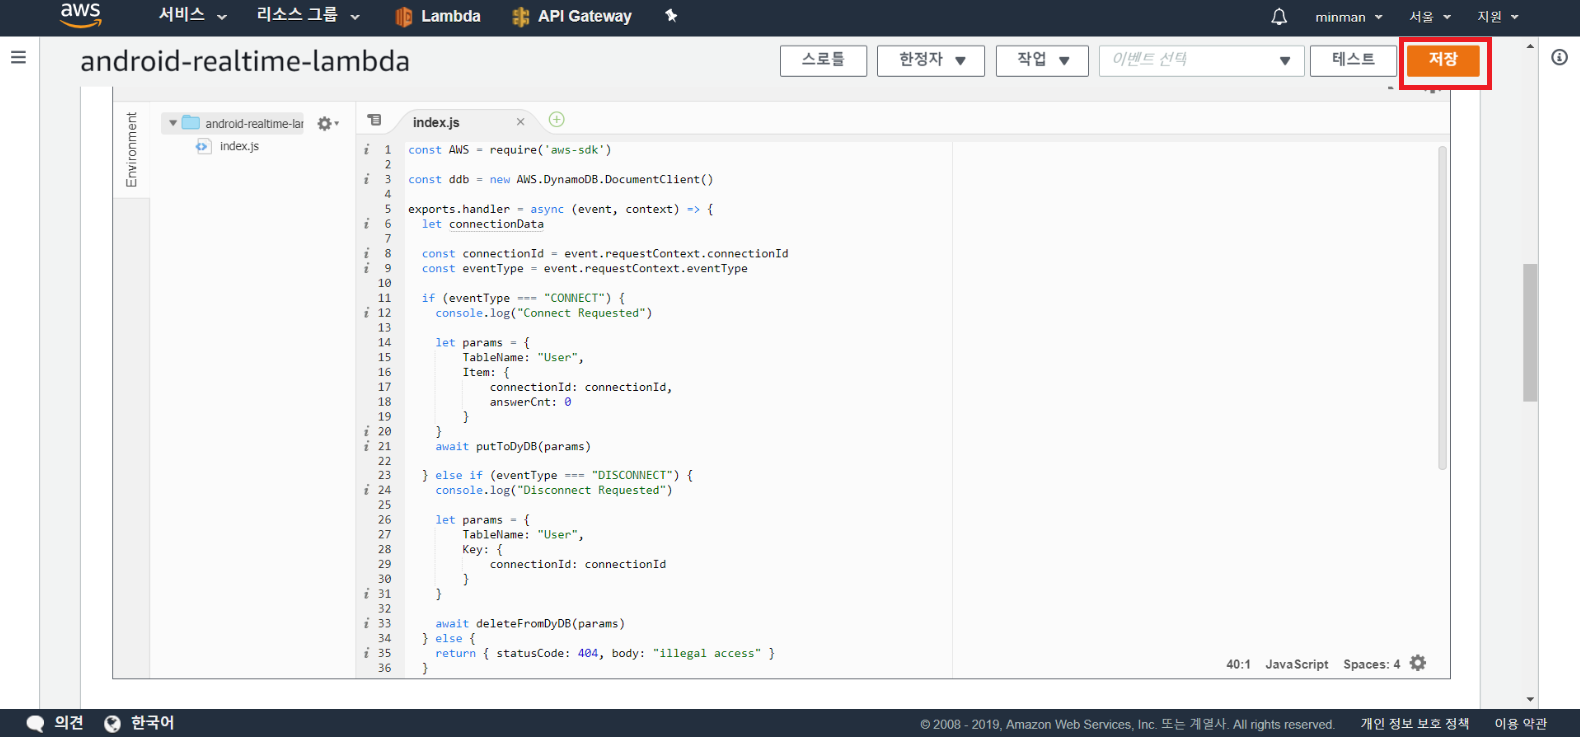 aws 서비스 리소스 그룹 Lambda API Gateway minman 서울 지원
android-realtime-lambda 스로틀 한정자 작업 이벤트 선택 테스트 저장
Environment
android-realtime-lar
index.js
index.js
1 const AWS = require('aws-sdk')
2
3 const ddb = new AWS.DynamoDB.DocumentClient()
4
5 exports.handler = async (event, context) => {
6 let connectionData
7
8 const connectionId = event.requestContext.connectionId
9 const eventType = event.requestContext.eventType
10
11 if (eventType === "CONNECT") {
12 console.log("Connect Requested")
13
14 let params = {
15 TableName: "User",
16 Item: {
17 connectionId: connectionId,
18 answerCnt: 0
19 }
20 }
21 await putToDyDB(params)
22
23 } else if (eventType === "DISCONNECT") {
24 console.log("Disconnect Requested")
25
26 let params = {
27 TableName: "User",
28 Key: {
29 connectionId: connectionId
30 }
31 }
32
33 await deleteFromDyDB(params)
34 } else {
35 return { statusCode: 404, body: "illegal access" }
36 }
40:1 JavaScript Spaces: 4
의견 한국어 © 2008 - 2019, Amazon Web Services, Inc. 또는 계열사. All rights reserved. 개인 정보 보호 정책 이용 약관